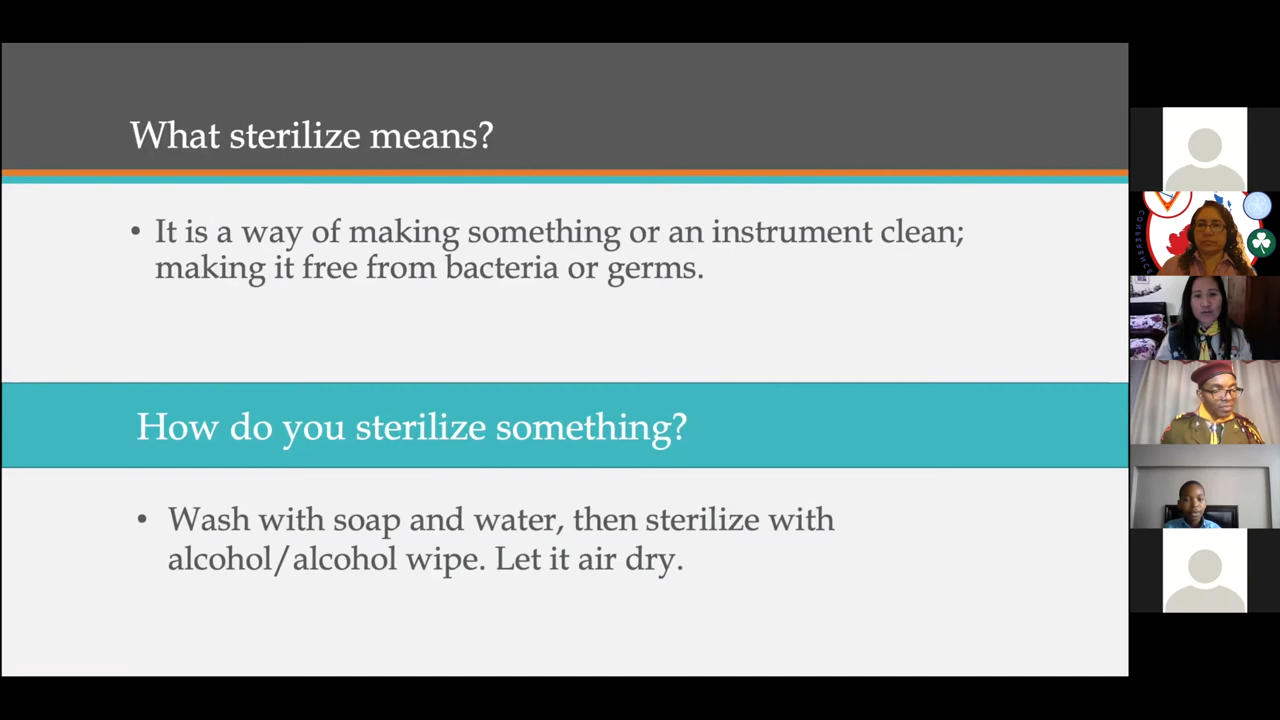 What sterilize means?
• It is a way of making something or an instrument clean;
making it free from bacteria or germs.
How do you sterilize something?
• Wash with soap and water, then sterilize with
alcohol/alcohol wipe. Let it air dry.